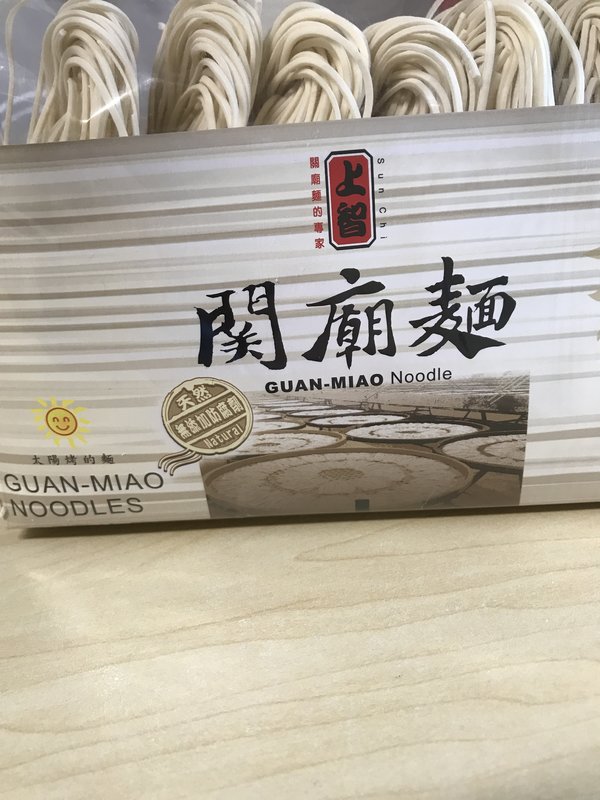 關廟麵的專家
上智
Sun Chi
關廟麵
GUAN-MIAO Noodle
天然
無添加防腐劑
Natural
太陽烤的麵
GUAN-MIAO
NOODLES